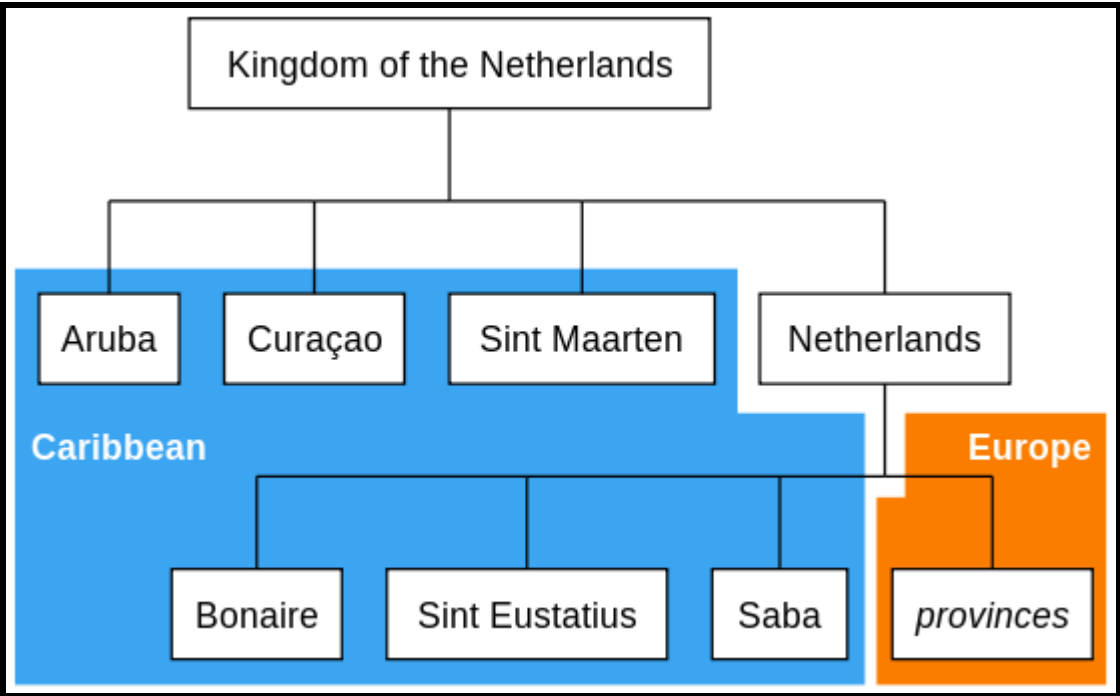 Kingdom of the Netherlands
Aruba
Curaçao
Sint Maarten
Netherlands
Caribbean
Europe
Bonaire
Sint Eustatius
Saba
provinces